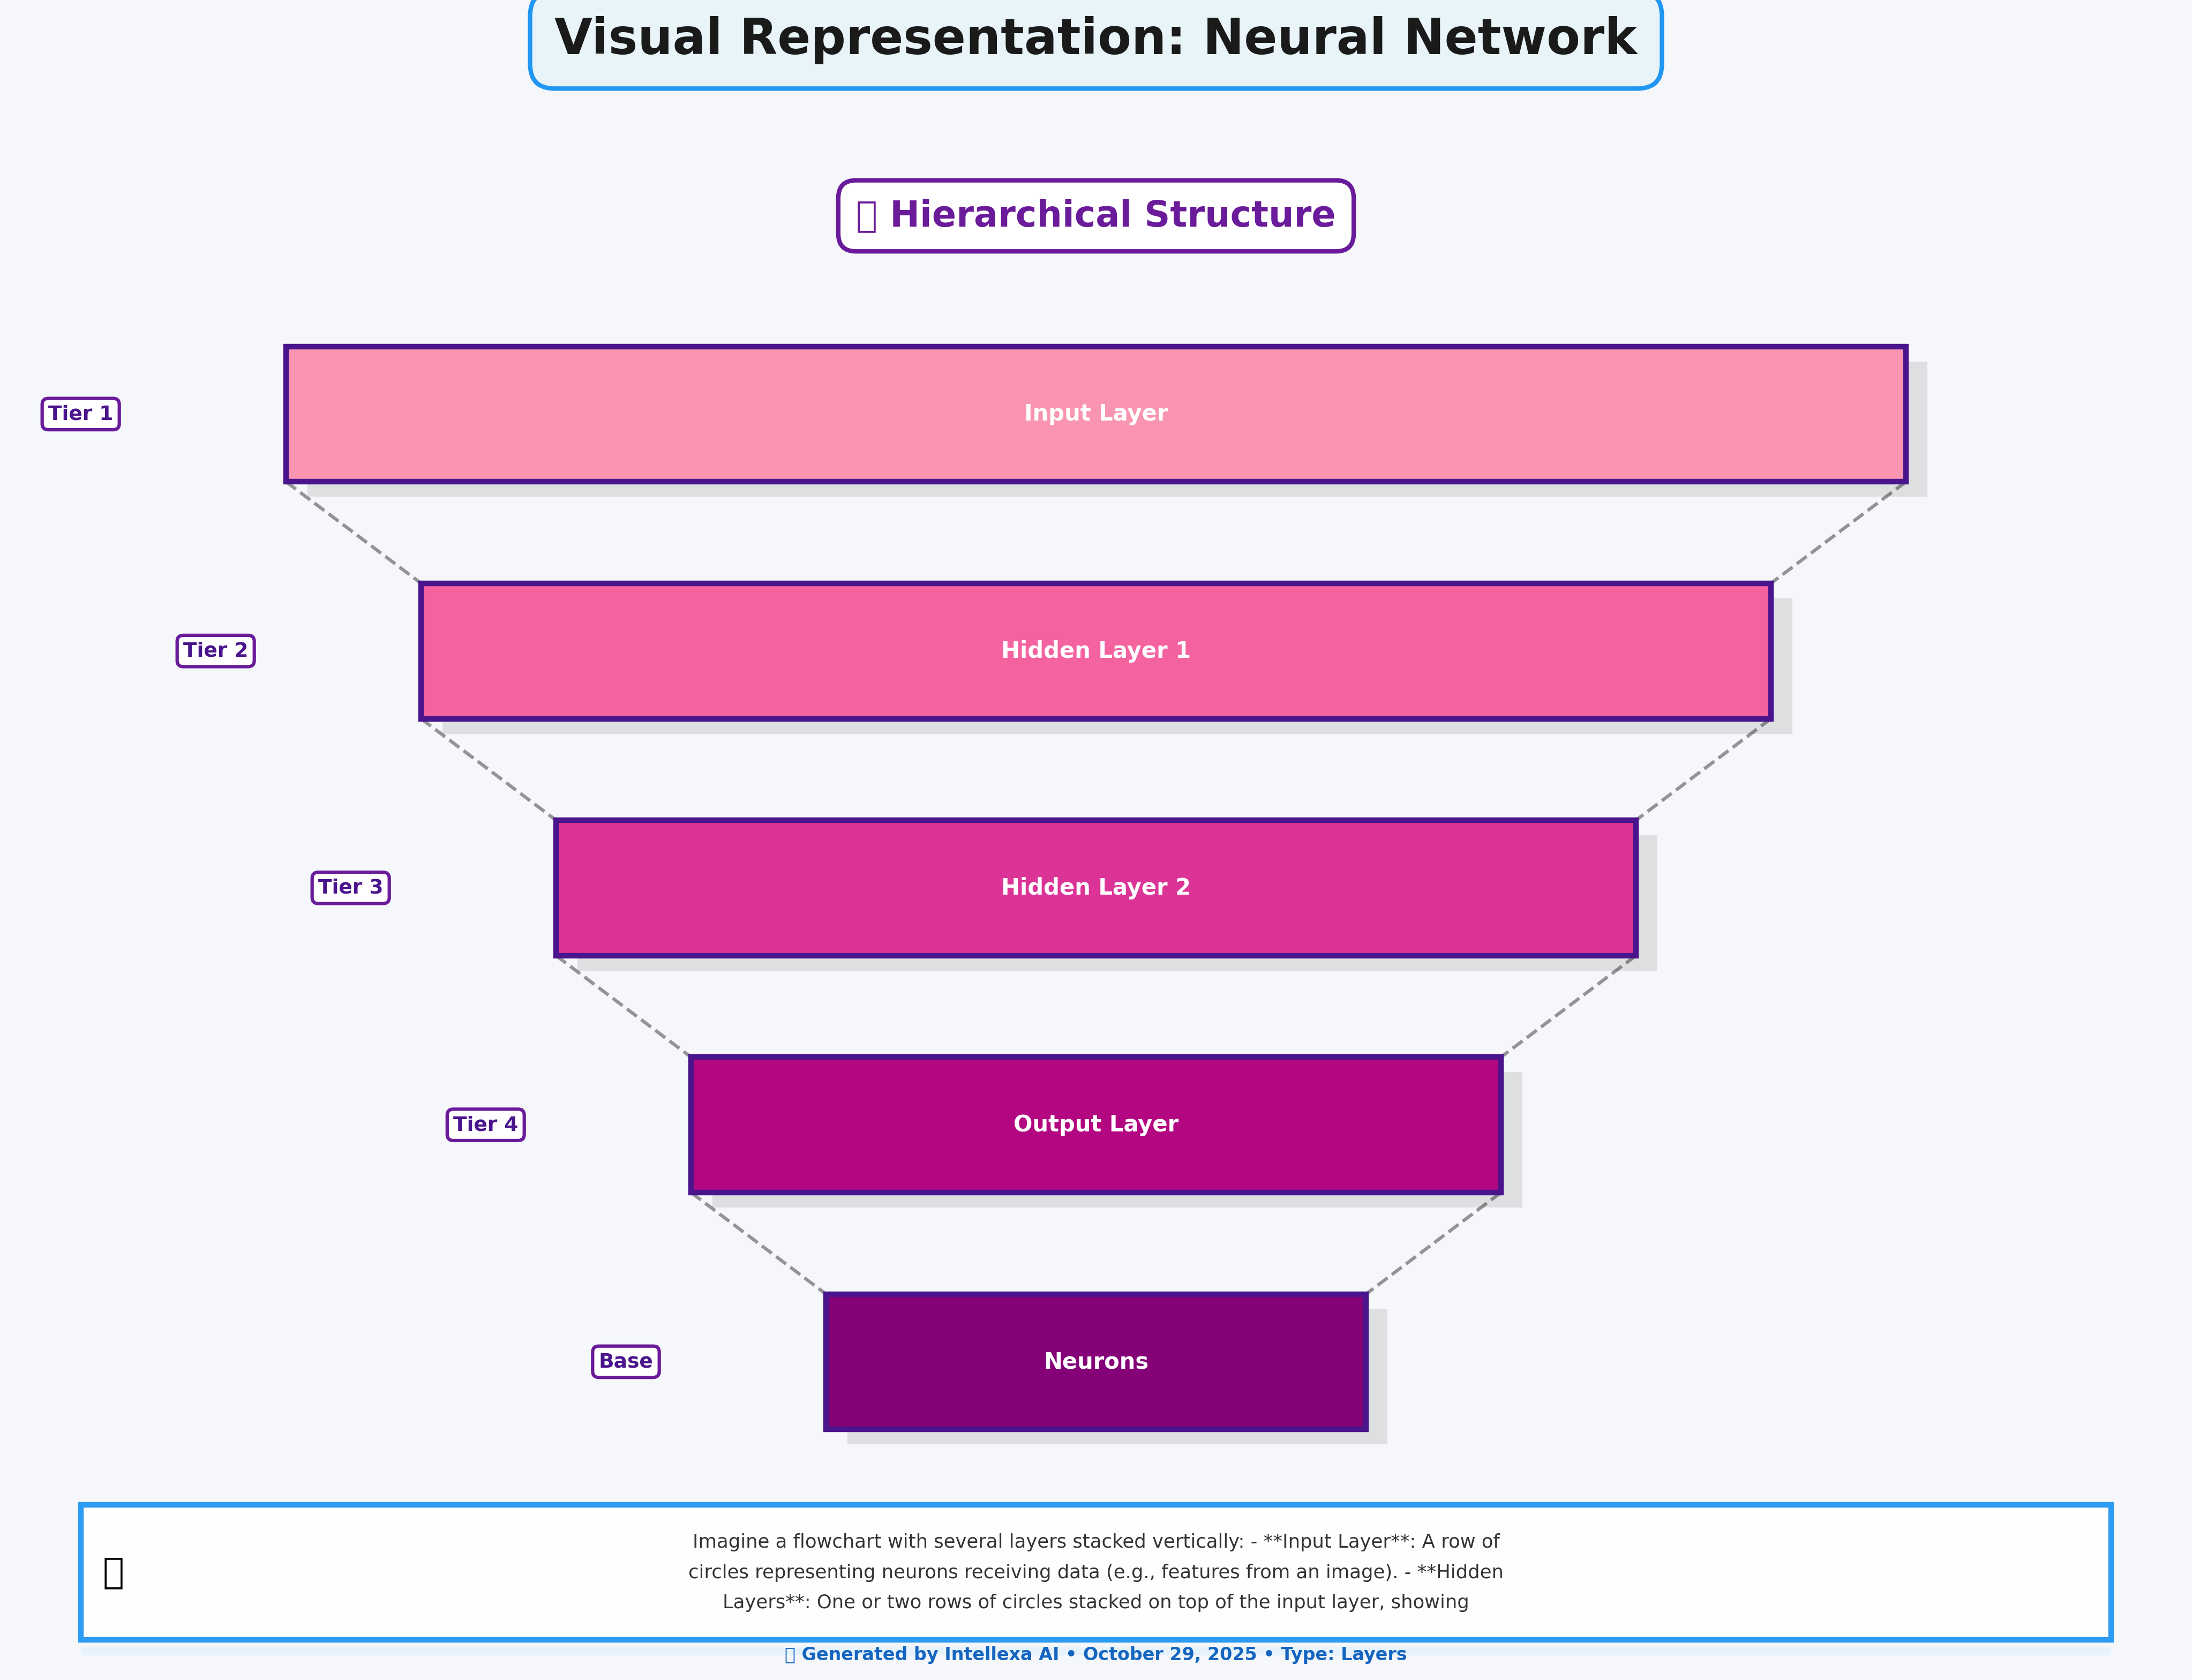 Visual Representation: Neural Network
Hierarchical Structure
Tier 1
Input Layer
Tier 2
Hidden Layer 1
Tier 3
Hidden Layer 2
Tier 4
Output Layer
Base
Neurons
Imagine a flowchart with several layers stacked vertically: - **Input Layer**: A row of
circles representing neurons receiving data (e.g., features from an image). - **Hidden
Layers**: One or two rows of circles stacked on top of the input layer, showing
Generated by Intellexa AI • October 29, 2025 • Type: Layers